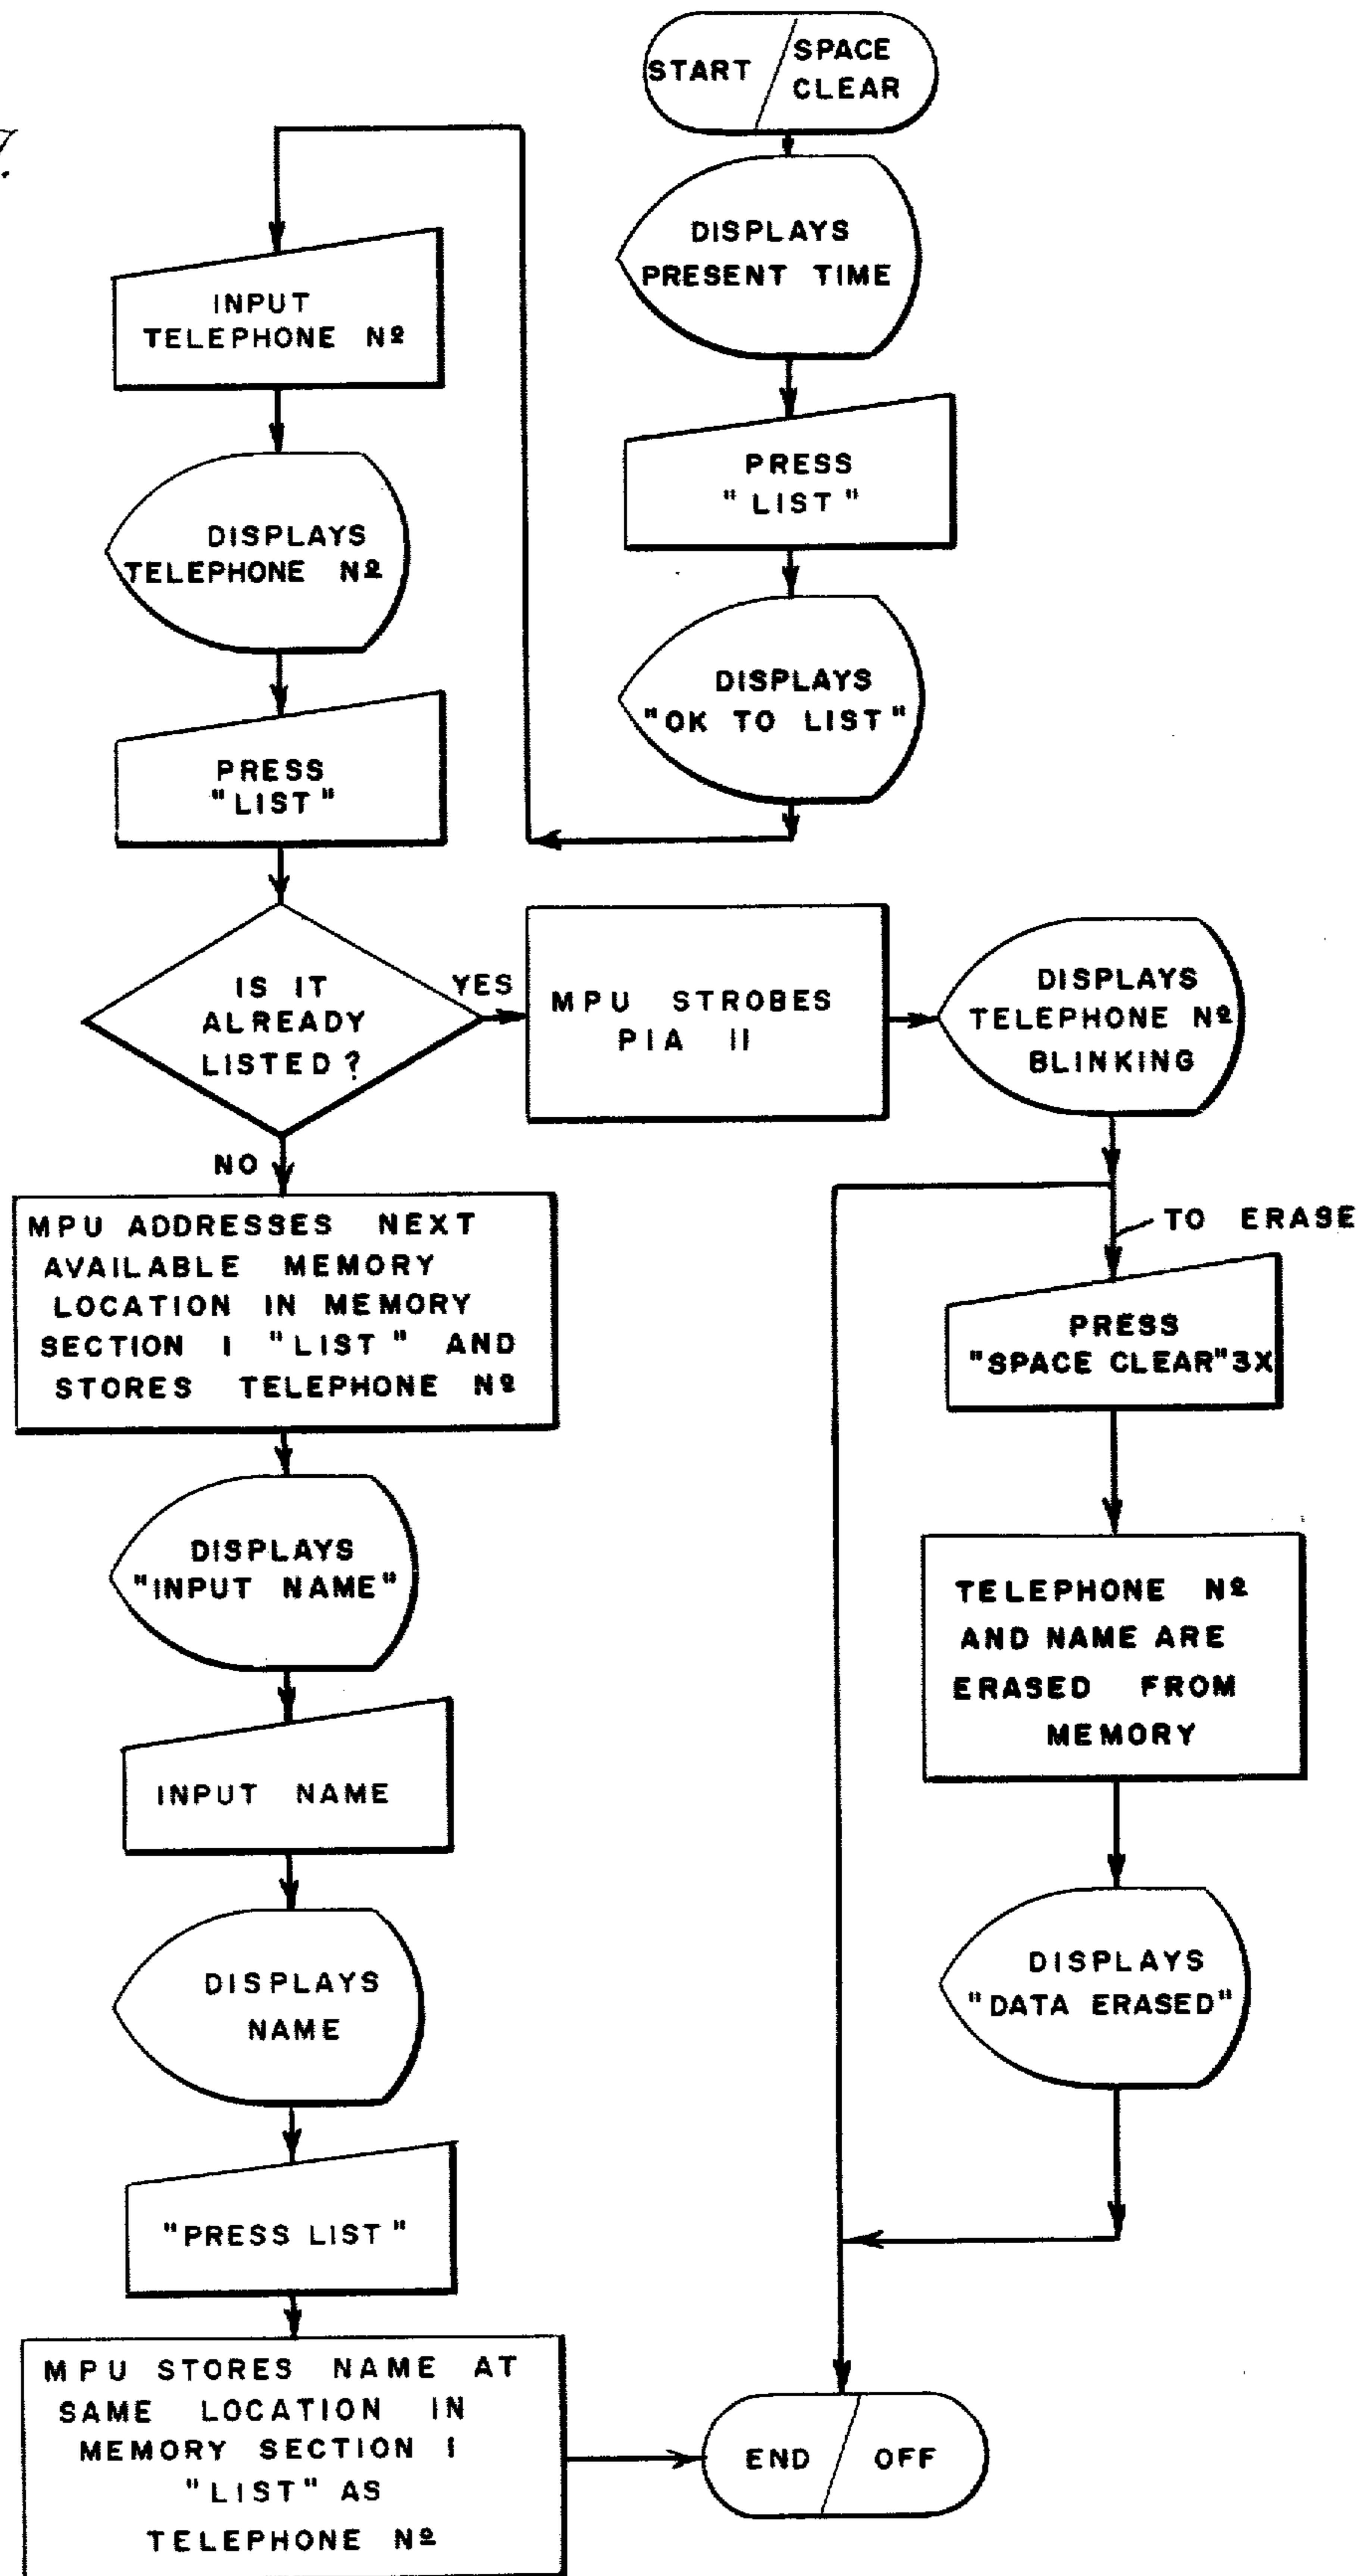 START / SPACE
CLEAR
DISPLAYS
PRESENT TIME
PRESS
"LIST"
DISPLAYS
"OK TO LIST"
INPUT
TELEPHONE Nº
DISPLAYS
TELEPHONE Nº
PRESS
"LIST"
IS IT
ALREADY
LISTED?
YES
MPU STROBES
PIA II
DISPLAYS
TELEPHONE Nº
BLINKING
TO ERASE
PRESS
"SPACE CLEAR" 3X
TELEPHONE Nº
AND NAME ARE
ERASED FROM
MEMORY
DISPLAYS
"DATA ERASED"
NO
MPU ADDRESSES NEXT
AVAILABLE MEMORY
LOCATION IN MEMORY
SECTION I "LIST" AND
STORES TELEPHONE Nº
DISPLAYS
"INPUT NAME"
INPUT NAME
DISPLAYS
NAME
"PRESS LIST"
MPU STORES NAME AT
SAME LOCATION IN
MEMORY SECTION I
"LIST" AS
TELEPHONE Nº
END / OFF